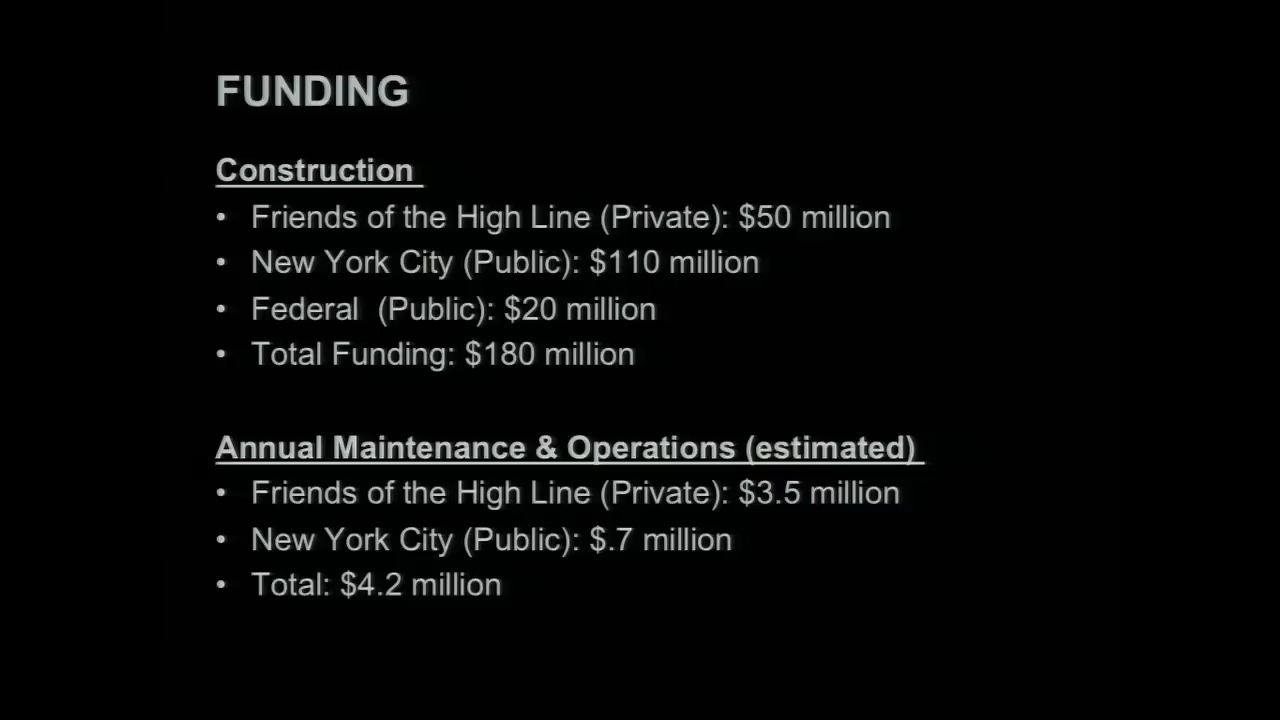 FUNDING
Construction
• Friends of the High Line (Private): $50 million
• New York City (Public): $110 million
• Federal  (Public): $20 million
• Total Funding: $180 million
Annual Maintenance & Operations (estimated)
• Friends of the High Line (Private): $3.5 million
• New York City (Public): $.7 million
• Total: $4.2 million